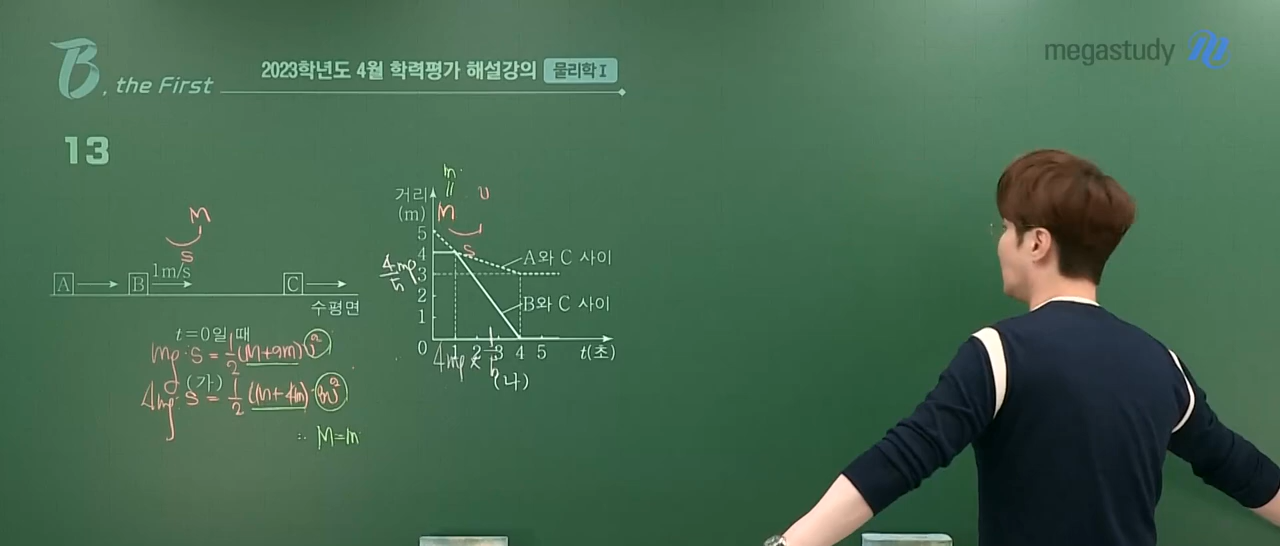 B, the First
2023학년도 4월 학력평가 해설강의 물리학 I
megastudy M
13
M
S
A B 1m/s C
수평면
t=0일 때
(가)
mg·S = 1/2 (M+9m) v²
4mg·S = 1/2 (M+4m)
∴ M=m
m
=
M
S
거리
(m)
5
4
3
2
1
0 1 2 3 4 5 t(초)
A와 C 사이
B와 C 사이
(나)